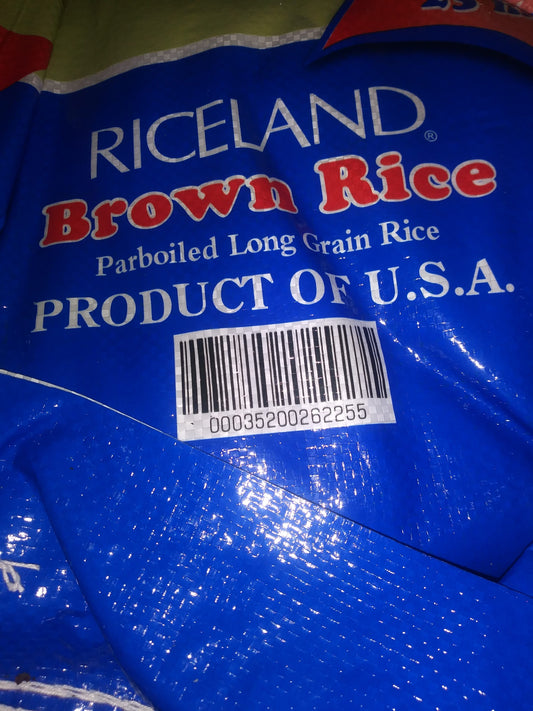 RICELAND®
Brown Rice
Parboiled Long Grain Rice
PRODUCT OF U.S.A.
00035200262255